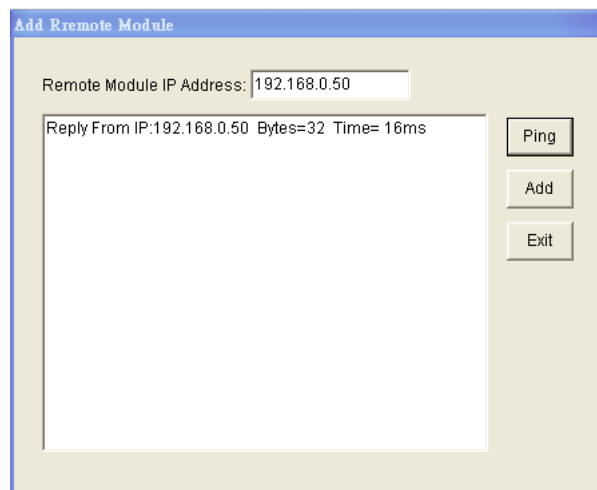 Add Rremote Module
Remote Module IP Address: 192.168.0.50
Reply From IP:192.168.0.50 Bytes=32 Time= 16ms
Ping
Add
Exit